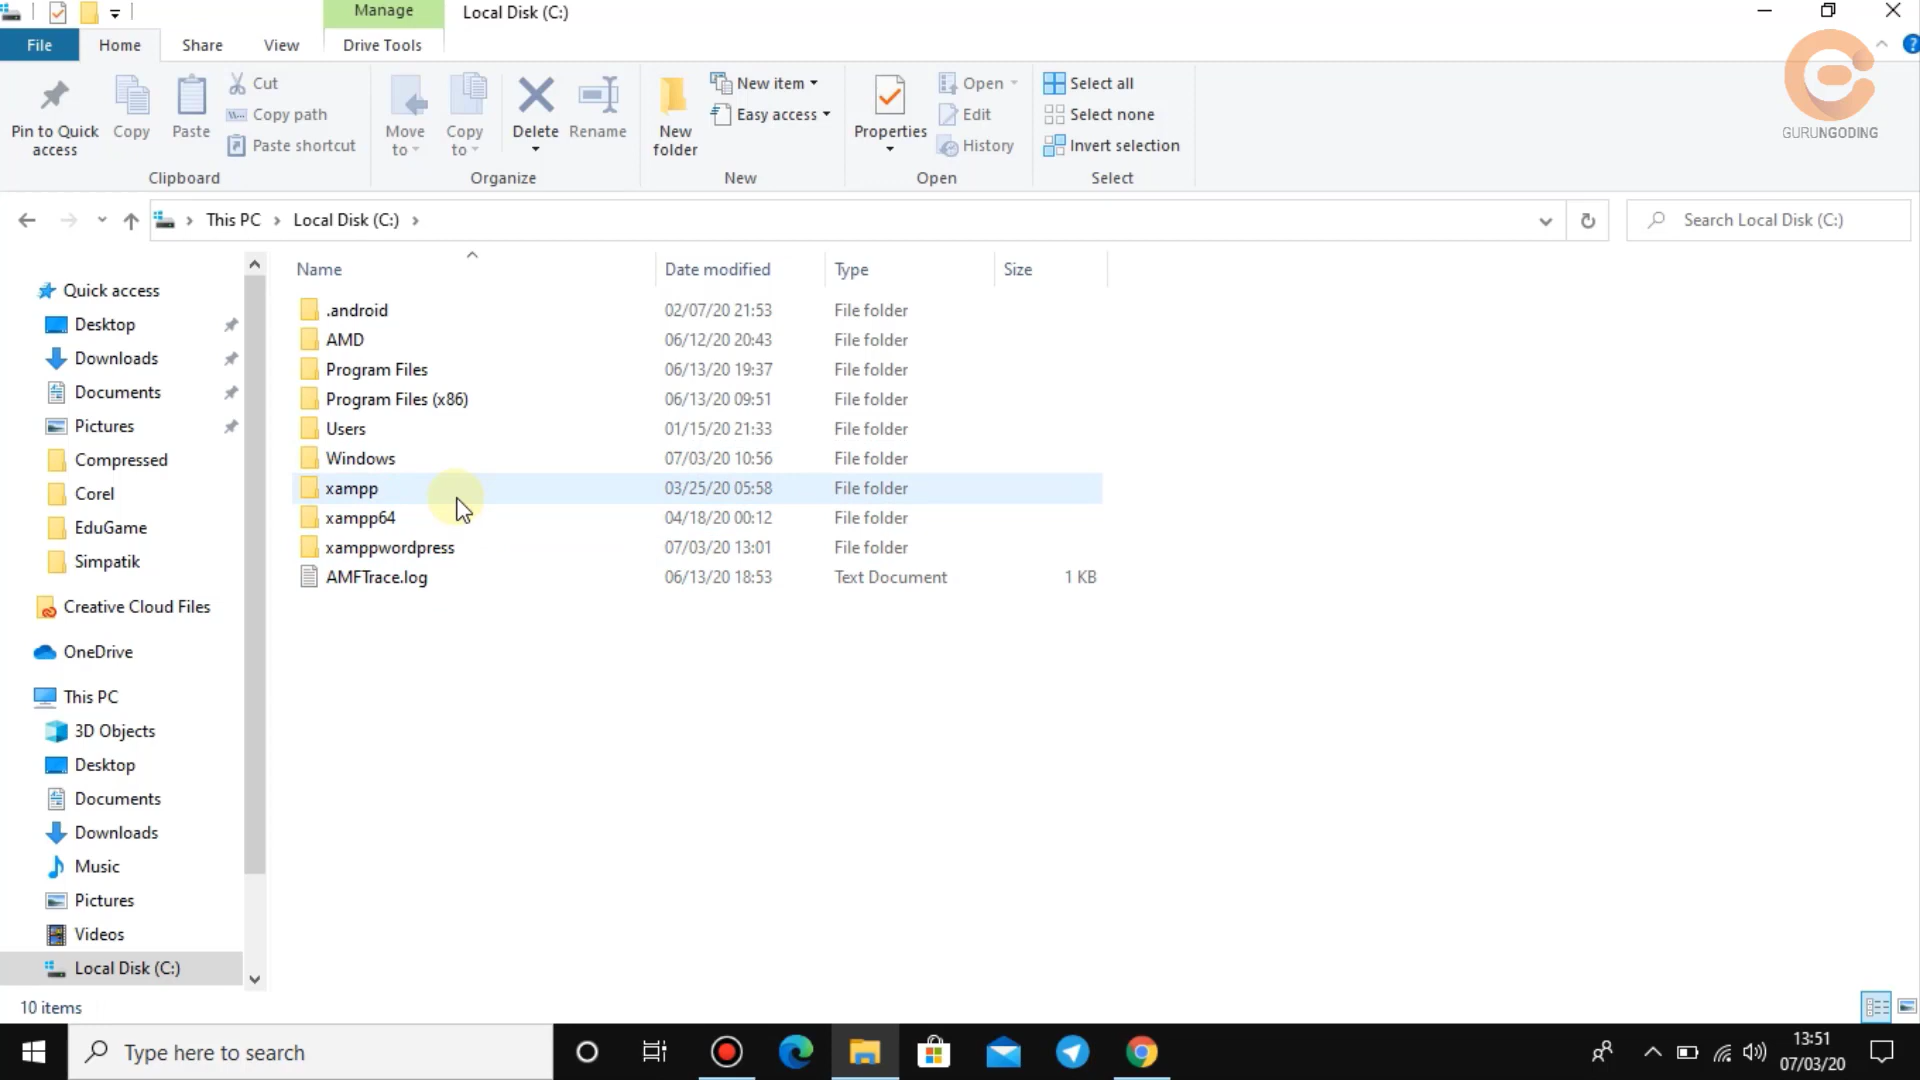 Manage
Local Disk (C:)
File
Home
Share
View
Drive Tools
Pin to Quick access
Copy
Paste
Cut
Copy path
Paste shortcut
Clipboard
Move to
Copy to
Delete
Rename
Organize
New folder
New item
Easy access
New
Properties
Open
Edit
History
Open
Select all
Select none
Invert selection
Select
GURUNGODING
This PC > Local Disk (C:) >
Search Local Disk (C:)
Name Date modified Type Size
.android 02/07/20 21:53 File folder
AMD 06/12/20 20:43 File folder
Program Files 06/13/20 19:37 File folder
Program Files (x86) 06/13/20 09:51 File folder
Users 01/15/20 21:33 File folder
Windows 07/03/20 10:56 File folder
xampp 03/25/20 05:58 File folder
xampp64 04/18/20 00:12 File folder
xamppwordpress 07/03/20 13:01 File folder
AMFTrace.log 06/13/20 18:53 Text Document 1 KB
Quick access
Desktop
Downloads
Documents
Pictures
Compressed
Corel
EduGame
Simpatik
Creative Cloud Files
OneDrive
This PC
3D Objects
Desktop
Documents
Downloads
Music
Pictures
Videos
Local Disk (C:)
10 items
Type here to search
13:51
07/03/20